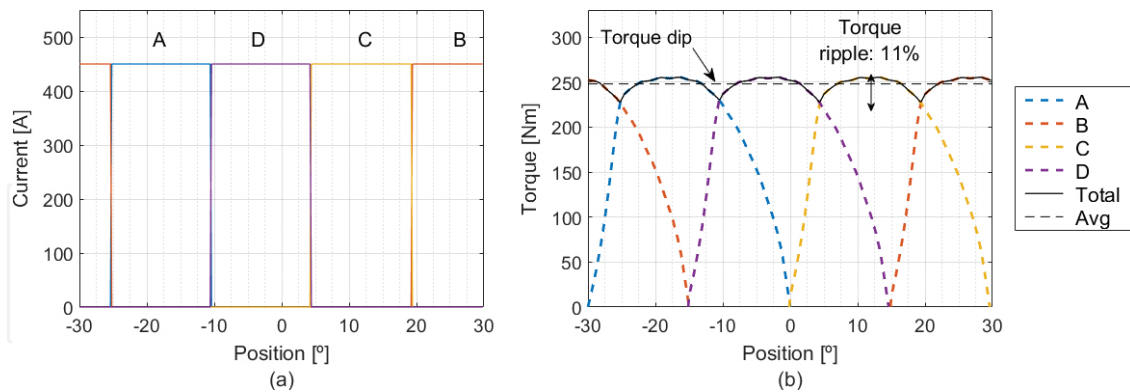 500
400
300
200
100
0
Current [A]
A
D
C
B
-30
-20
-10
0
10
20
30
Position [º]
(a)
300
250
200
150
100
50
0
Torque [Nm]
Torque dip
Torque
ripple: 11%
-30
-20
-10
0
10
20
30
Position [º]
(b)
A
B
C
D
Total
Avg